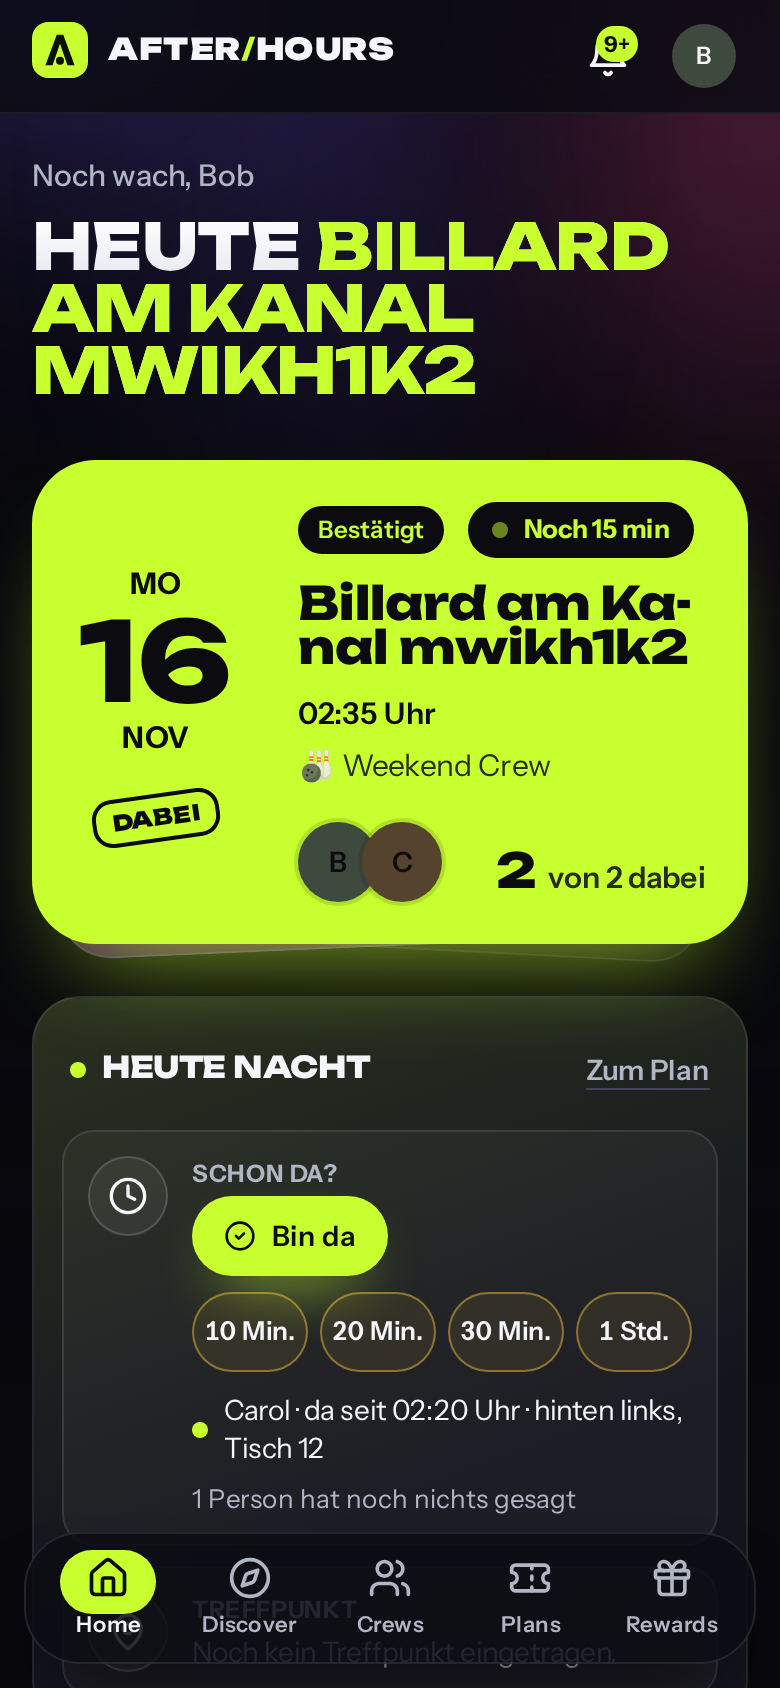 AFTER/HOURS
9+
B
Noch wach, Bob
HEUTE BILLARD
AM KANAL
MWIKH1K2
Bestätigt
Noch 15 min
MO
16
NOV
DABEI
Billard am Ka-
nal mwikh1k2
02:35 Uhr
Weekend Crew
B
C
2 von 2 dabei
HEUTE NACHT
Zum Plan
SCHON DA?
Bin da
10 Min.
20 Min.
30 Min.
1 Std.
Carol · da seit 02:20 Uhr · hinten links,
Tisch 12
1 Person hat noch nichts gesagt
TREFFPUNKT
Noch kein Treffpunkt eingetragen.
Home
Discover
Crews
Plans
Rewards